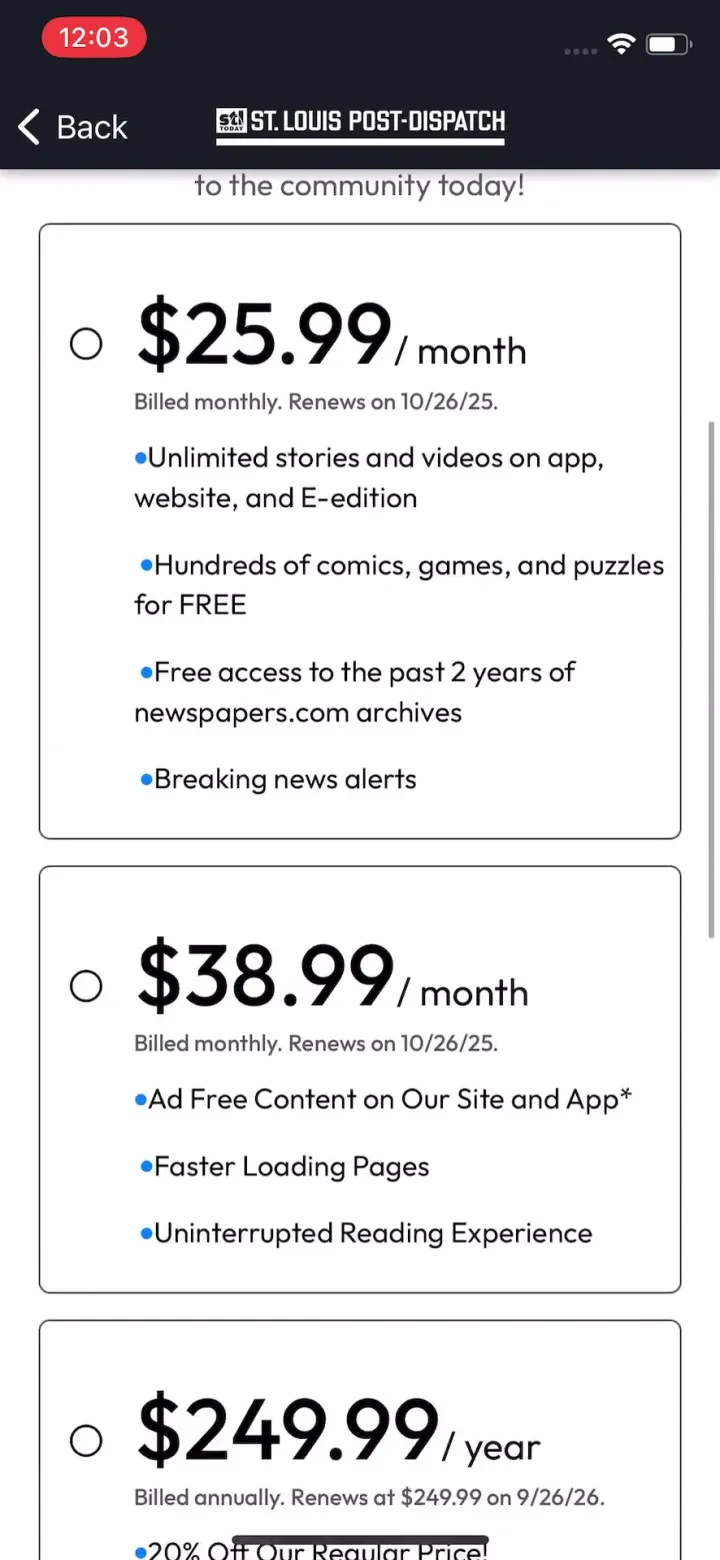 12:03
Back
stl TODAY ST. LOUIS POST-DISPATCH
to the community today!
$25.99/ month
Billed monthly. Renews on 10/26/25.
•Unlimited stories and videos on app,
website, and E-edition
•Hundreds of comics, games, and puzzles
for FREE
•Free access to the past 2 years of
newspapers.com archives
•Breaking news alerts
$38.99/ month
Billed monthly. Renews on 10/26/25.
•Ad Free Content on Our Site and App*
•Faster Loading Pages
•Uninterrupted Reading Experience
$249.99/ year
Billed annually. Renews at $249.99 on 9/26/26.
•20% Off Our Regular Price!